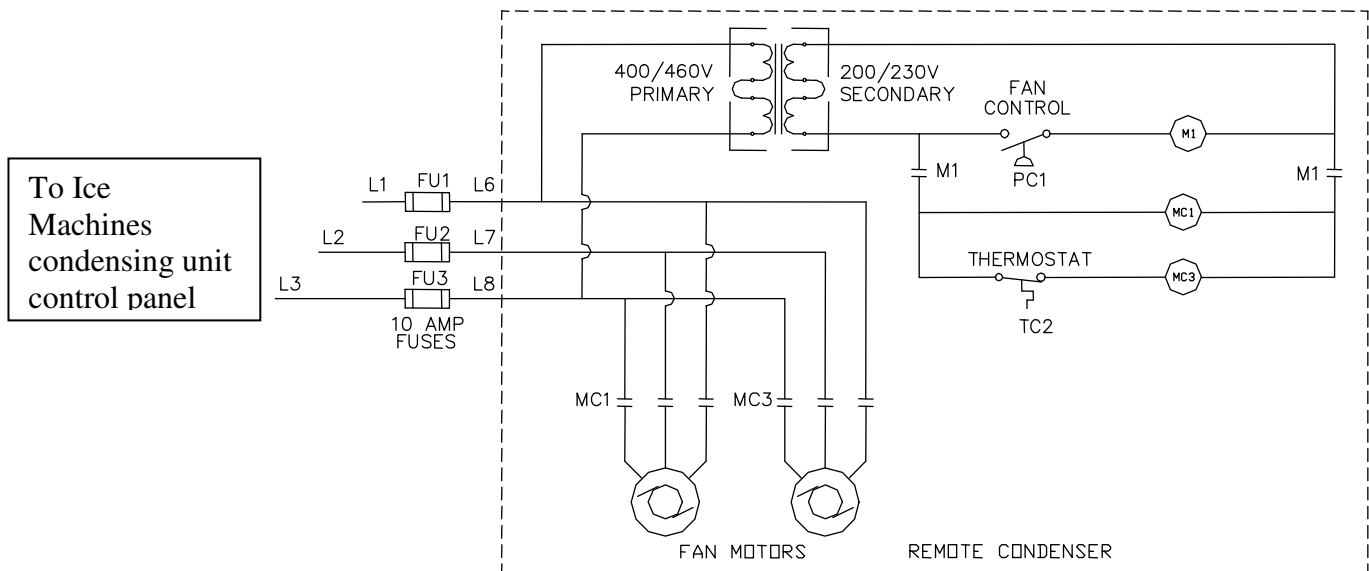 400/460V
PRIMARY
200/230V
SECONDARY
FAN
CONTROL
M1
PC1
M1
M1
To Ice
Machines
condensing unit
control panel
L1
FU1
L6
L2
FU2
L7
L3
FU3
L8
10 AMP
FUSES
MC1
THERMOSTAT
MC3
TC2
MC1
MC3
FAN MOTORS
REMOTE CONDENSER